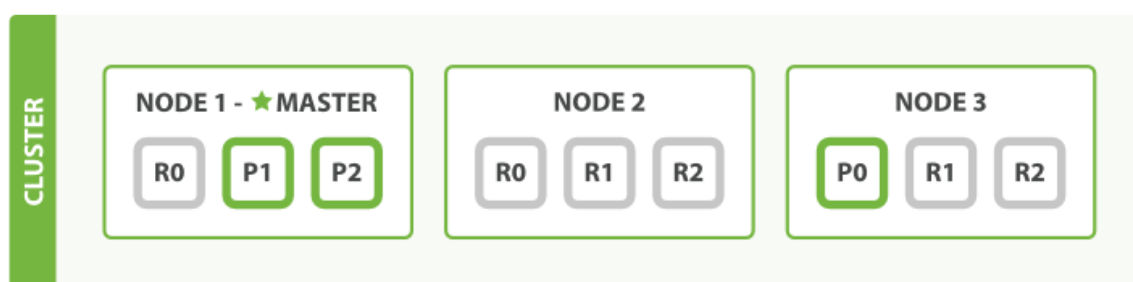 CLUSTER
NODE 1 - ★ MASTER
R0 P1 P2
NODE 2
R0 R1 R2
NODE 3
P0 R1 R2